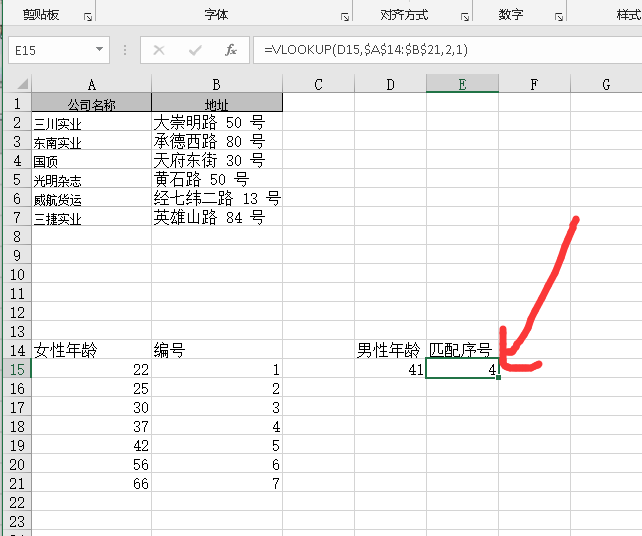 剪贴板 字体 对齐方式 数字 样式
E15 fx =VLOOKUP(D15,$A$14:$B$21,2,1)
A B C D E F G
1 公司名称 地址
2 三川实业 大崇明路 50 号
3 东南实业 承德西路 80 号
4 国顶 天府东街 30 号
5 光明杂志 黄石路 50 号
6 威航货运 经七纬二路 13 号
7 三捷实业 英雄山路 84 号
8
9
10
11
12
13
14 女性年龄 编号 男性年龄 匹配序号
15 22 1 41 4
16 25 2
17 30 3
18 37 4
19 42 5
20 56 6
21 66 7
22
23